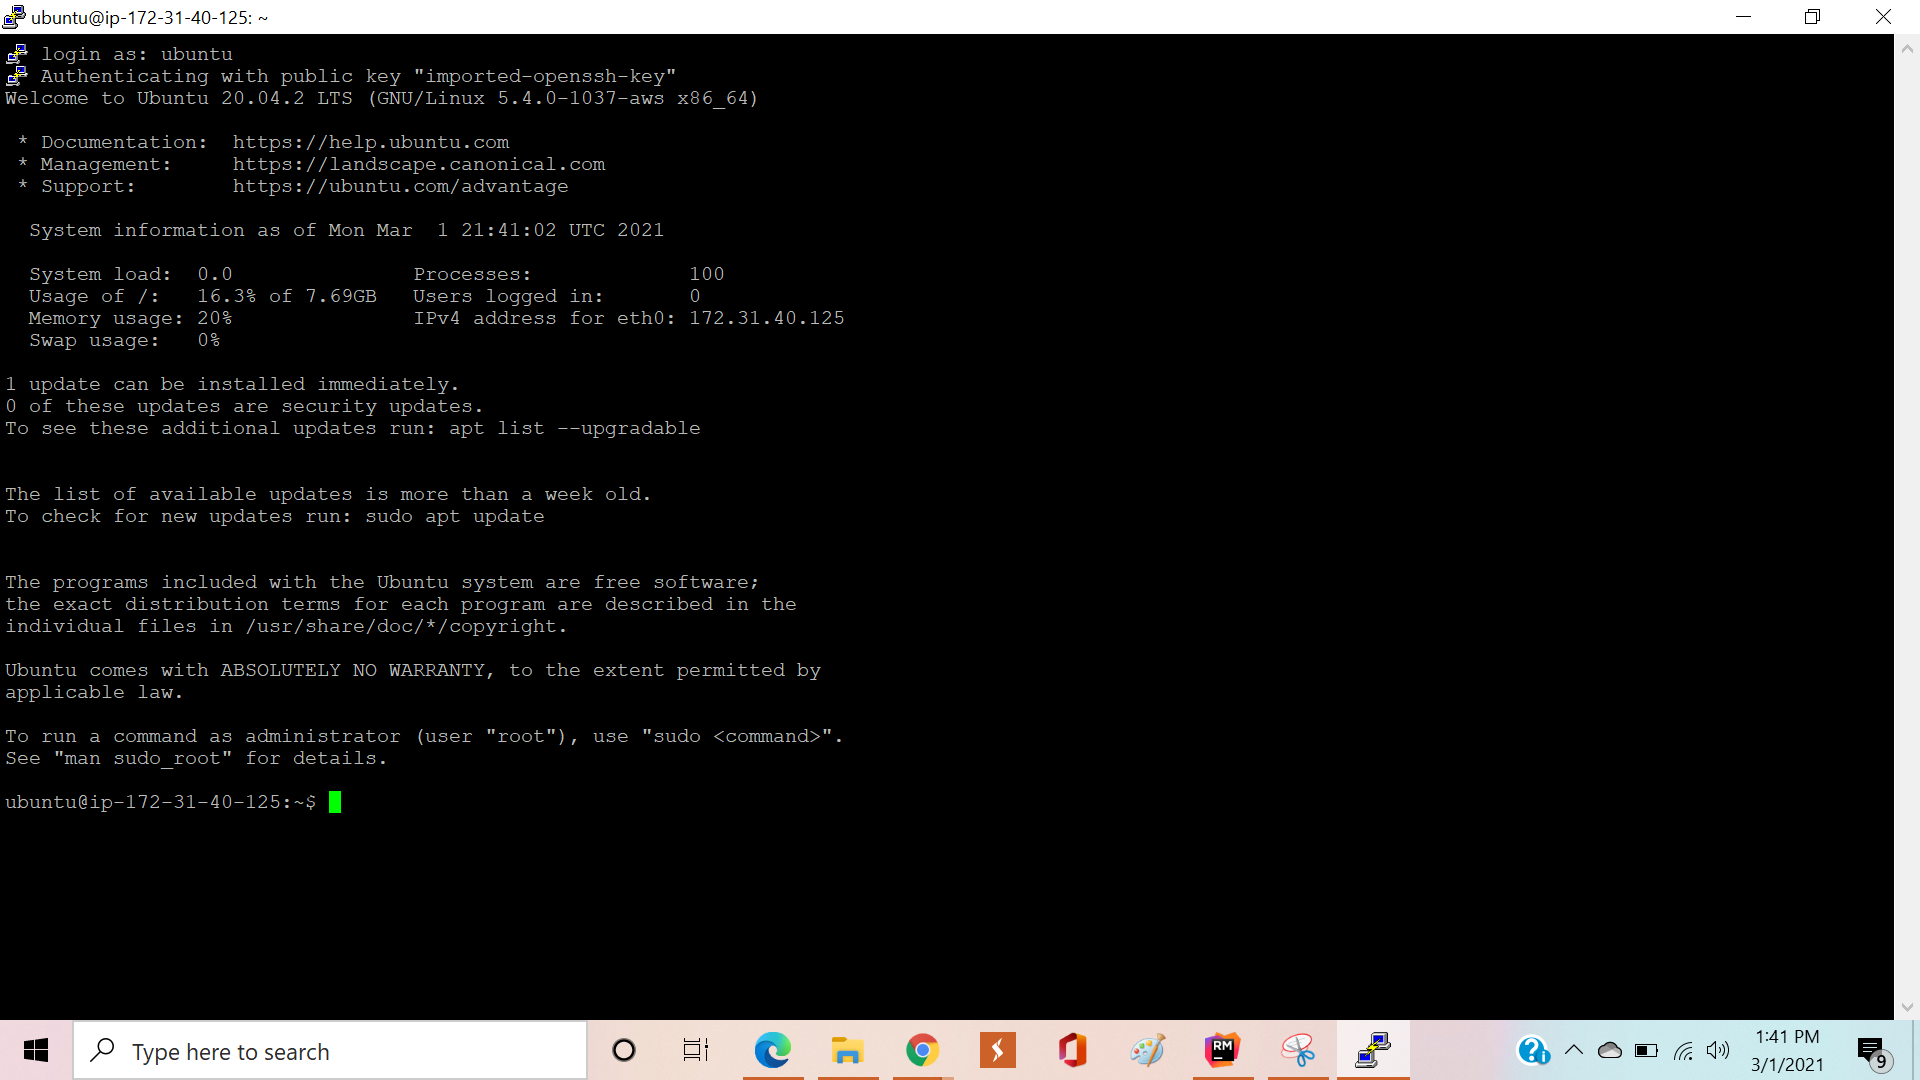 ubuntu@ip-172-31-40-125: ~
login as: ubuntu
Authenticating with public key "imported-openssh-key"
Welcome to Ubuntu 20.04.2 LTS (GNU/Linux 5.4.0-1037-aws x86_64)
* Documentation:  https://help.ubuntu.com
* Management:     https://landscape.canonical.com
* Support:        https://ubuntu.com/advantage
System information as of Mon Mar  1 21:41:02 UTC 2021
System load:  0.0               Processes:             100
Usage of /:   16.3% of 7.69GB   Users logged in:       0
Memory usage: 20%               IPv4 address for eth0: 172.31.40.125
Swap usage:   0%
1 update can be installed immediately.
0 of these updates are security updates.
To see these additional updates run: apt list --upgradable
The list of available updates is more than a week old.
To check for new updates run: sudo apt update
The programs included with the Ubuntu system are free software;
the exact distribution terms for each program are described in the
individual files in /usr/share/doc/*/copyright.
Ubuntu comes with ABSOLUTELY NO WARRANTY, to the extent permitted by
applicable law.
To run a command as administrator (user "root"), use "sudo <command>".
See "man sudo_root" for details.
ubuntu@ip-172-31-40-125:~$
Type here to search
RM
1:41 PM
3/1/2021
9